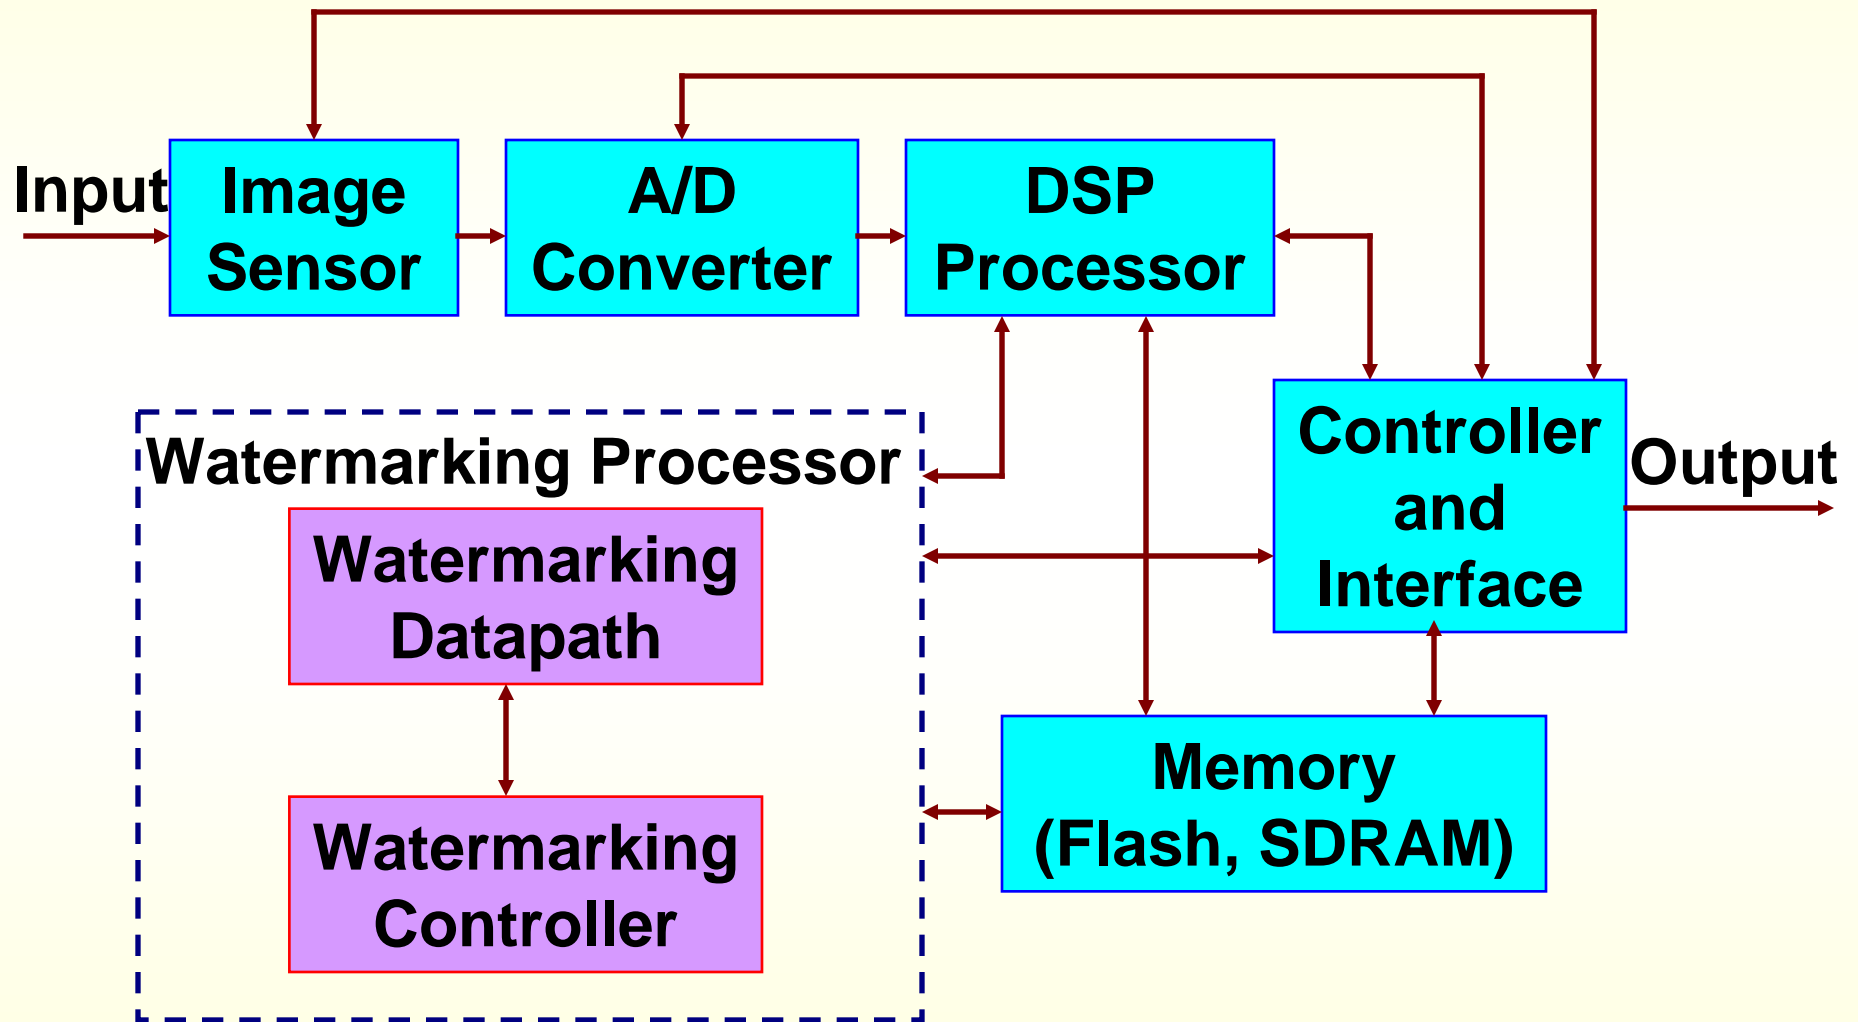 Input
Image
Sensor
A/D
Converter
DSP
Processor
Controller
and
Interface
Output
Watermarking Processor
Watermarking
Datapath
Watermarking
Controller
Memory
(Flash, SDRAM)